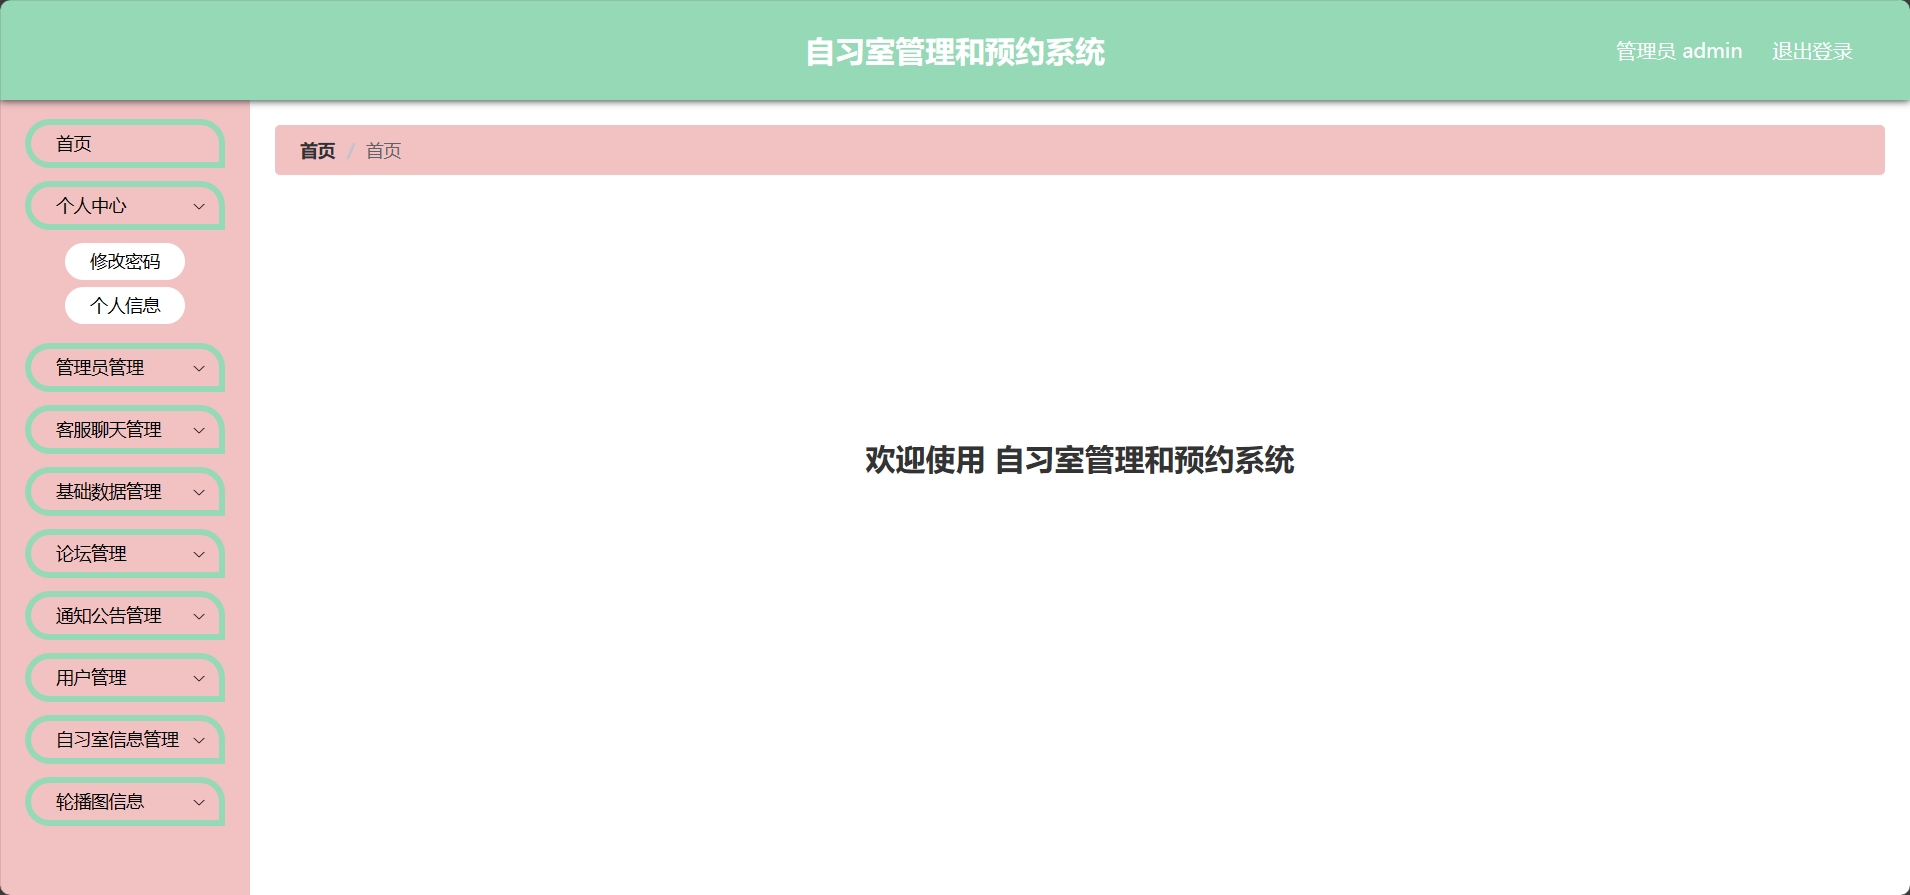 自习室管理和预约系统
管理员 admin 退出登录
首页
首页 / 首页
个人中心
修改密码
个人信息
管理员管理
客服聊天管理
基础数据管理
论坛管理
通知公告管理
用户管理
自习室信息管理
轮播图信息
欢迎使用 自习室管理和预约系统